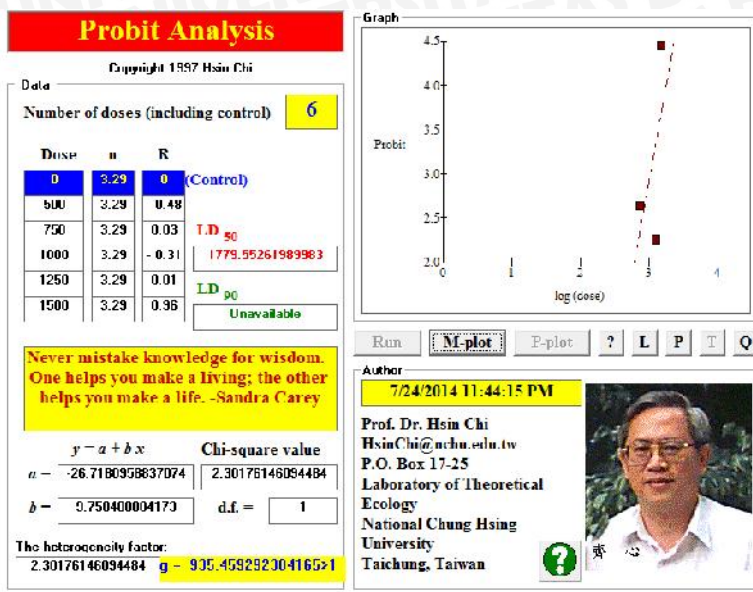 Probit Analysis
Copyright 1997 Hsin Chi
Data
Number of doses (including control) 6
Dose n R
0 3.29 0 (Control)
500 3.29 0.48
750 3.29 0.03
1000 3.29 - 0.31
1250 3.29 0.01
1500 3.29 0.96
LD 50
1779.55261989983
LD 90
Unavailable
Never mistake knowledge for wisdom.
One helps you make a living; the other
helps you make a life. -Sandra Carey
y = a + b x Chi-square value
a = -26.7180958837074 2.30176146094484
b = 9.750400004173 d.f. = 1
The heterogeneity factor:
2.30176146094484 g = 935.459292304165>1
Graph
4.5
4.0
3.5
Probit
3.0
2.5
2.0
0 1 2 3 4
log (dose)
Run M-plot P-plot ? L P T Q
Author
7/24/2014 11:44:15 PM
Prof. Dr. Hsin Chi
HsinChi@nchu.edu.tw
P.O. Box 17-25
Laboratory of Theoretical
Ecology
National Chung Hsing
University
Taichung, Taiwan
?
齊 心